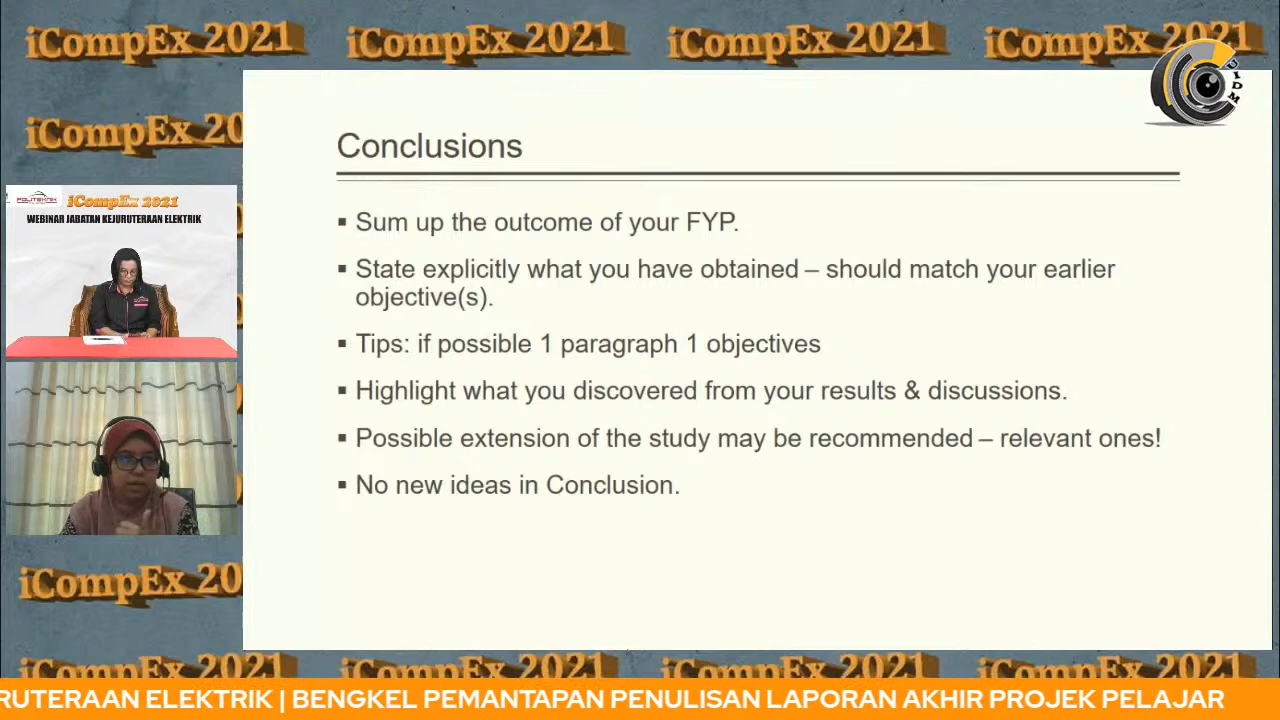 iCompEx 2021 iCompEx 2021 iCompEx 2021 iCompEx 2021
UIDM
iCompEx 20
Conclusions
POLITEKNIK
iCompEx 2021
WEBINAR JABATAN KEJURUTERAAN ELEKTRIK
▪ Sum up the outcome of your FYP.
▪ State explicitly what you have obtained – should match your earlier
objective(s).
▪ Tips: if possible 1 paragraph 1 objectives
▪ Highlight what you discovered from your results & discussions.
▪ Possible extension of the study may be recommended – relevant ones!
▪ No new ideas in Conclusion.
iCompEx 20
iCompEx 2021 iCompEx 2021 iCompEx 2021 iCompEx 2021
RUTERAAN ELEKTRIK | BENGKEL PEMANTAPAN PENULISAN LAPORAN AKHIR PROJEK PELAJAR